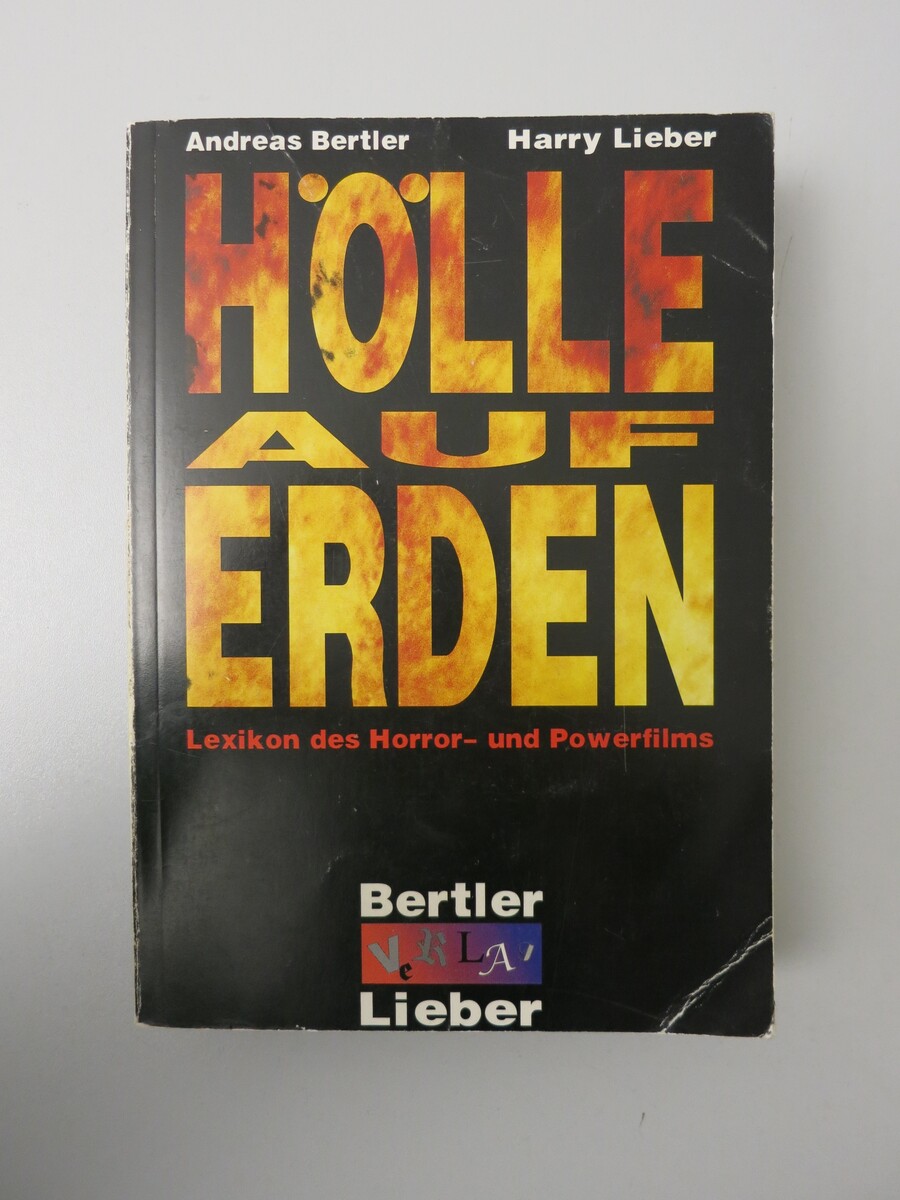 Andreas Bertler Harry Lieber
HÖLLE
AUF
ERDEN
Lexikon des Horror- und Powerfilms
Bertler
VeRLA
Lieber